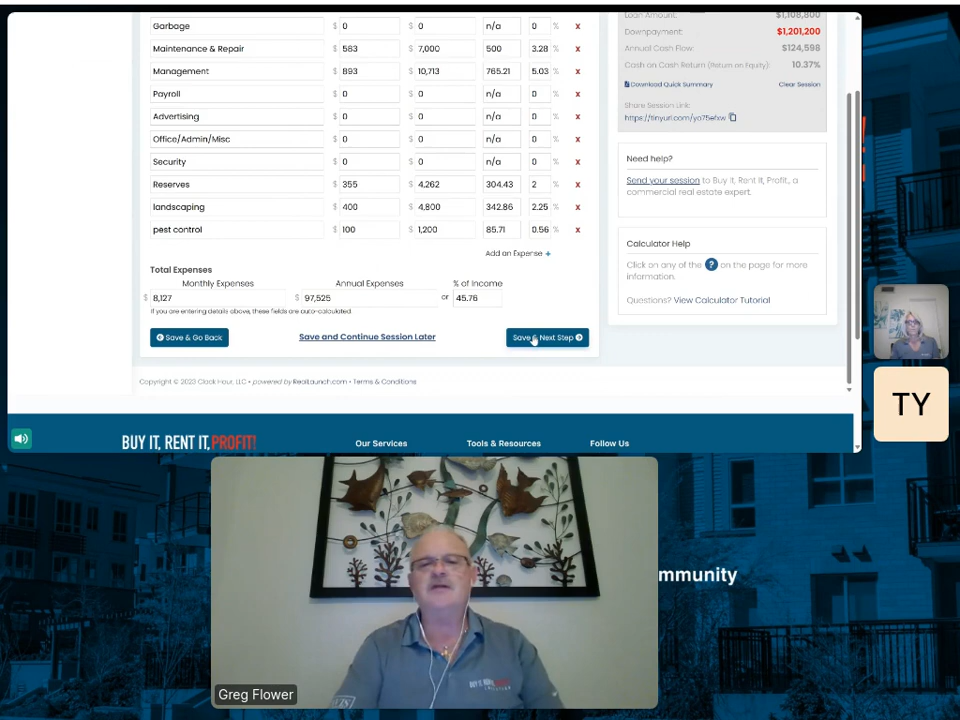 Garbage $ 0 $ 0 n/a 0 % x
Maintenance & Repair $ 583 $ 7,000 500 3.28 % x
Management $ 893 $ 10,713 765.21 5.03 % x
Payroll $ 0 $ 0 n/a 0 % x
Advertising $ 0 $ 0 n/a 0 % x
Office/Admin/Misc $ 0 $ 0 n/a 0 % x
Security $ 0 $ 0 n/a 0 % x
Reserves $ 355 $ 4,262 304.43 2 % x
landscaping $ 400 $ 4,800 342.86 2.25 % x
pest control $ 100 $ 1,200 85.71 0.56 % x
Add an Expense +
Total Expenses
Monthly Expenses Annual Expenses % of Income
$ 8,127 $ 97,525 or 45.76
If you are entering details above, these fields are auto-calculated
Save & Go Back Save and Continue Session Later Save & Next Step
Loan Amount: $1,108,800
Downpayment: $1,201,200
Annual Cash Flow: $124,598
Cash on Cash Return (Return on Equity): 10.37%
Download Quick Summary Clear Session
Share Session Link:
https://tinyurl.com/yo75efxw
Need help?
Send your session to Buy it, Rent it, Profit!, a
commercial real estate expert.
Calculator Help
Click on any of the ? on the page for more
information.
Questions? View Calculator Tutorial
Copyright © 2023 Clock Hour, LLC • powered by RealLaunch.com • Terms & Conditions
BUY IT, RENT IT, PROFIT! Our Services Tools & Resources Follow Us
TY
mmunity
Greg Flower